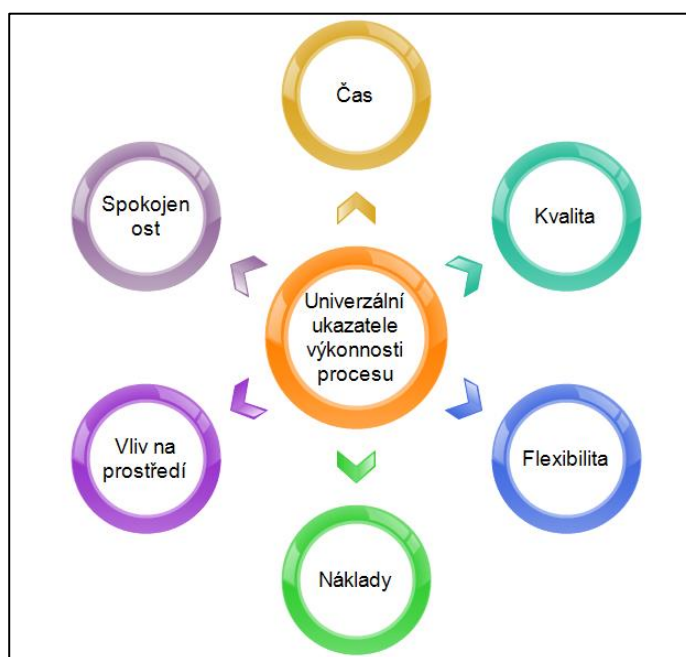 Čas
Spokojen
ost
Kvalita
Univerzální
ukazatele
výkonnosti
procesu
Vliv na
prostředí
Flexibilita
Náklady